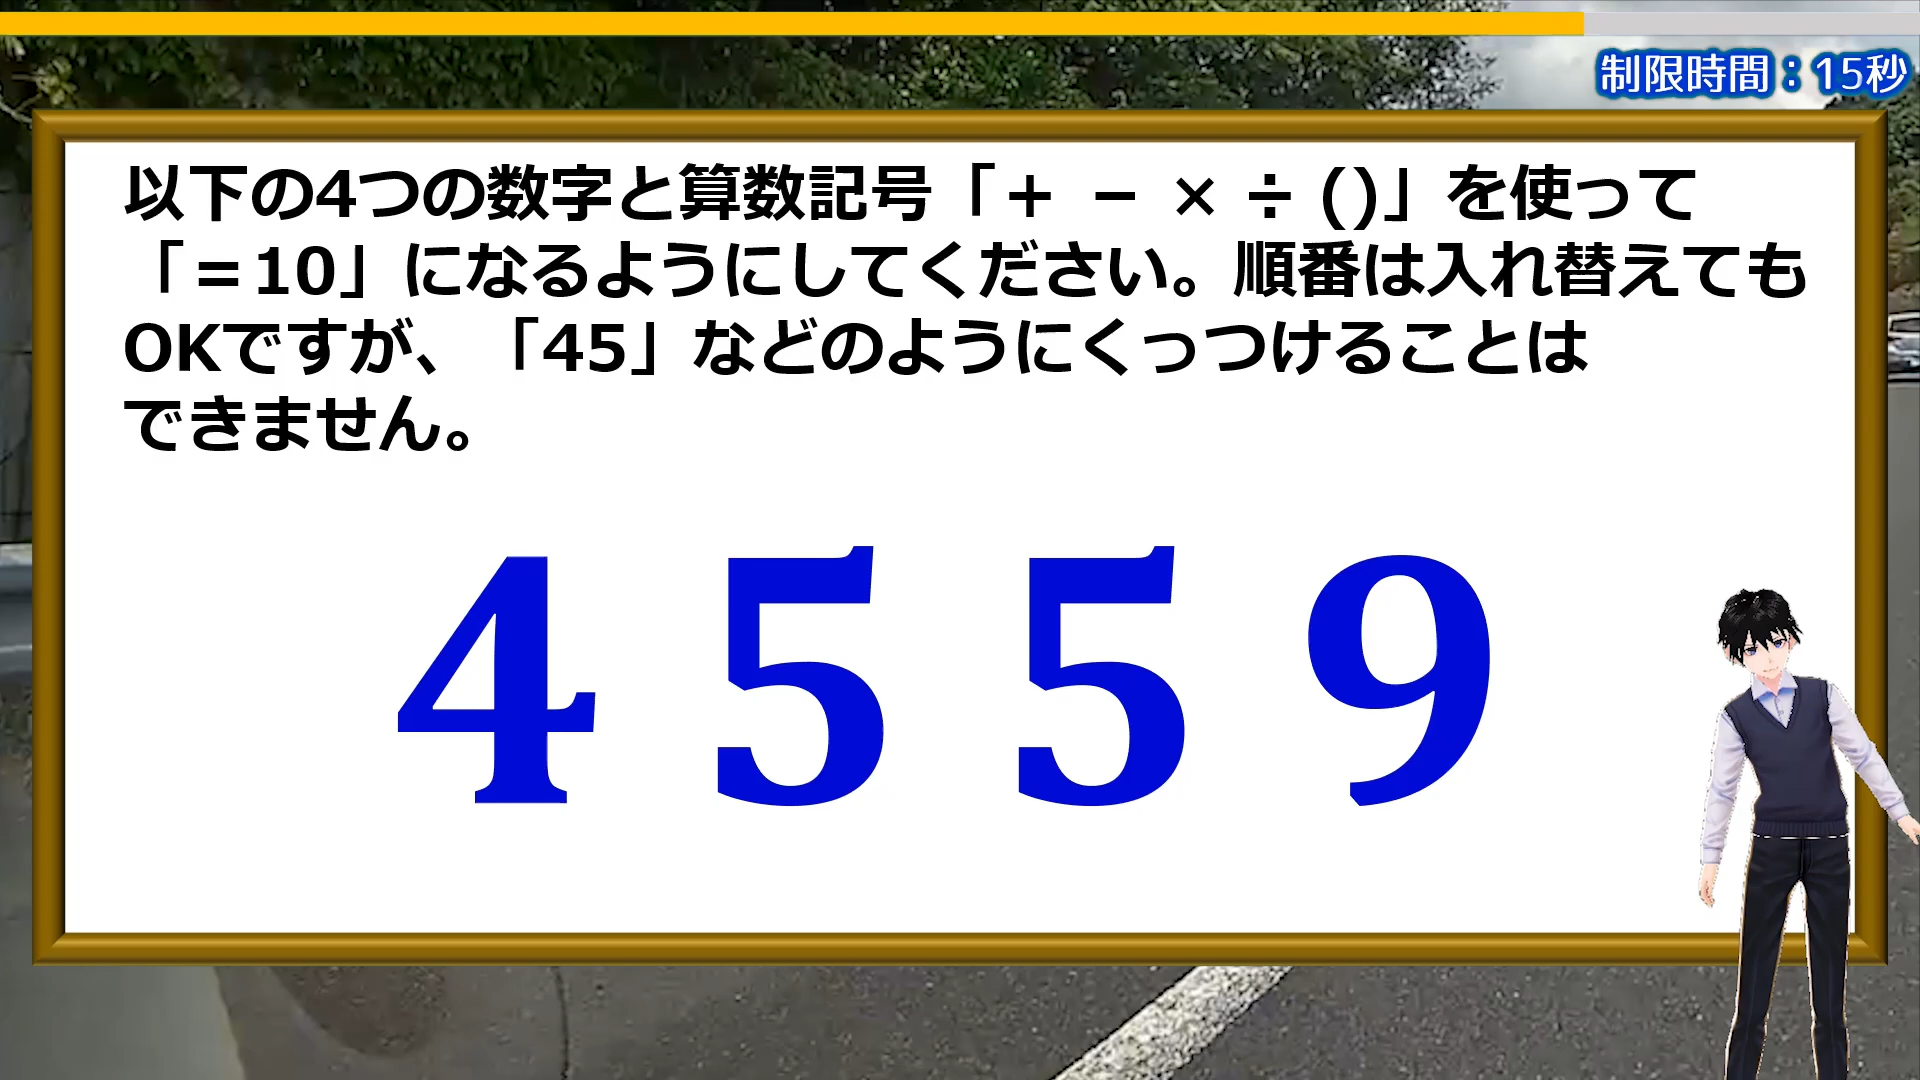 制限時間：15秒
以下の4つの数字と算数記号「＋ − × ÷ ()」を使って
「＝10」になるようにしてください。順番は入れ替えても
OKですが、「45」などのようにくっつけることは
できません。
4 5 5 9